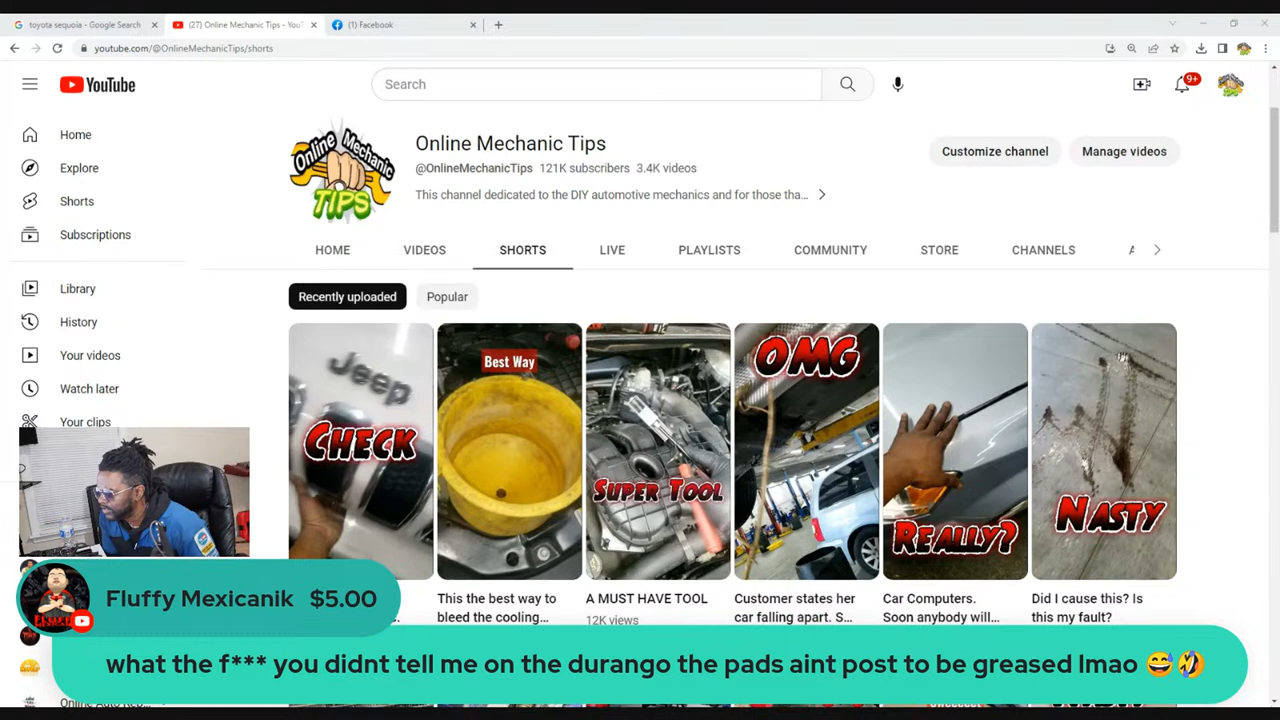 toyota sequoia - Google Search
(27) Online Mechanic Tips - YouT
(1) Facebook
youtube.com/@OnlineMechanicTips/shorts
YouTube
Search
9+
Home
Explore
Shorts
Subscriptions
Library
History
Your videos
Watch later
Your clips
Online Mechanic
TIPS
Online Mechanic Tips
@OnlineMechanicTips 121K subscribers 3.4K videos
This channel dedicated to the DIY automotive mechanics and for those tha...
Customize channel
Manage videos
HOME
VIDEOS
SHORTS
LIVE
PLAYLISTS
COMMUNITY
STORE
CHANNELS
Recently uploaded
Popular
Jeep
CHECK
Best Way
SUPER TOOL
OMG
REALLY?
NASTY
This the best way to
bleed the cooling...
A MUST HAVE TOOL
12K views
Customer states her
car falling apart. S...
Car Computers.
Soon anybody will...
Did I cause this? Is
this my fault?
Fluffy Mexicanik $5.00
what the f*** you didnt tell me on the durango the pads aint post to be greased lmao 😅🤣